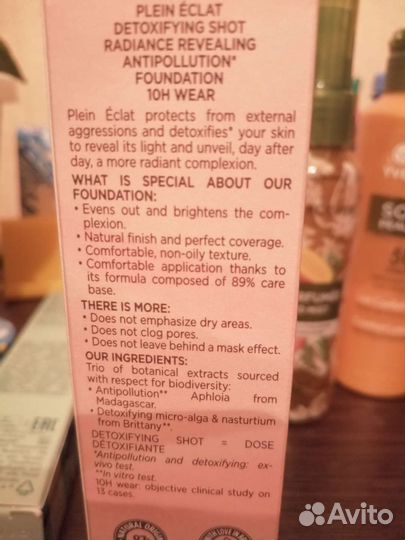 PLEIN ÉCLAT
DETOXIFYING SHOT
RADIANCE REVEALING
ANTIPOLLUTION*
FOUNDATION
10H WEAR
Plein Éclat protects from external
aggressions and detoxifies* your skin
to reveal its light and unveil, day after
day, a more radiant complexion.
WHAT IS SPECIAL ABOUT OUR
FOUNDATION:
• Evens out and brightens the com-
plexion.
• Natural finish and perfect coverage.
• Comfortable, non-oily texture.
• Comfortable application thanks to
its formula composed of 89% care
base.
THERE IS MORE:
• Does not emphasize dry areas.
• Does not clog pores.
• Does not leave behind a mask effect.
OUR INGREDIENTS:
Trio of botanical extracts sourced
with respect for biodiversity:
• Antipollution** Aphloia from
Madagascar.
• Detoxifying micro-alga & nasturtium
from Brittany**.
DETOXIFYING SHOT = DOSE
DÉTOXIFIANTE
*Antipollution and detoxifying: ex-
vivo test.
**In vitro test.
10H wear: objective clinical study on
13 cases.
NATURAL ORIGIN
WITH LOVE IN
EAC
Avito